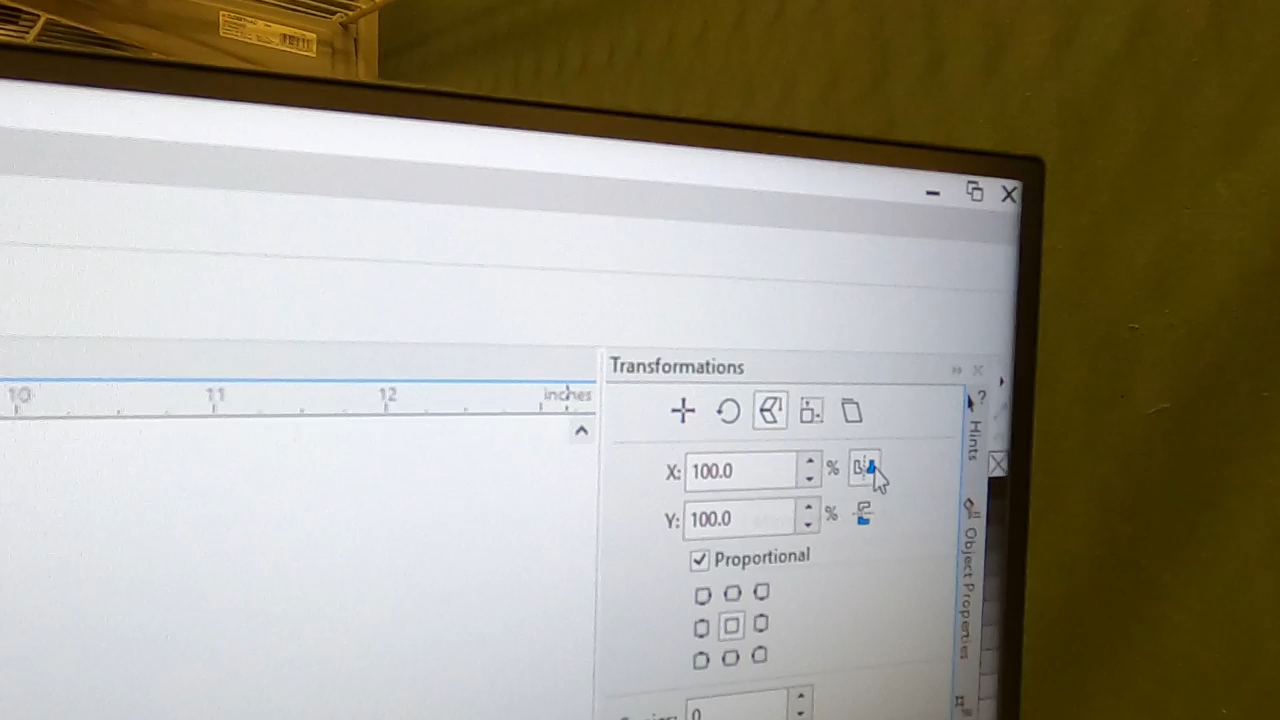 Transformations
10 11 12 inches
X: 100.0 %
Y: 100.0 %
Proportional
0
?
Hints
Object Properties